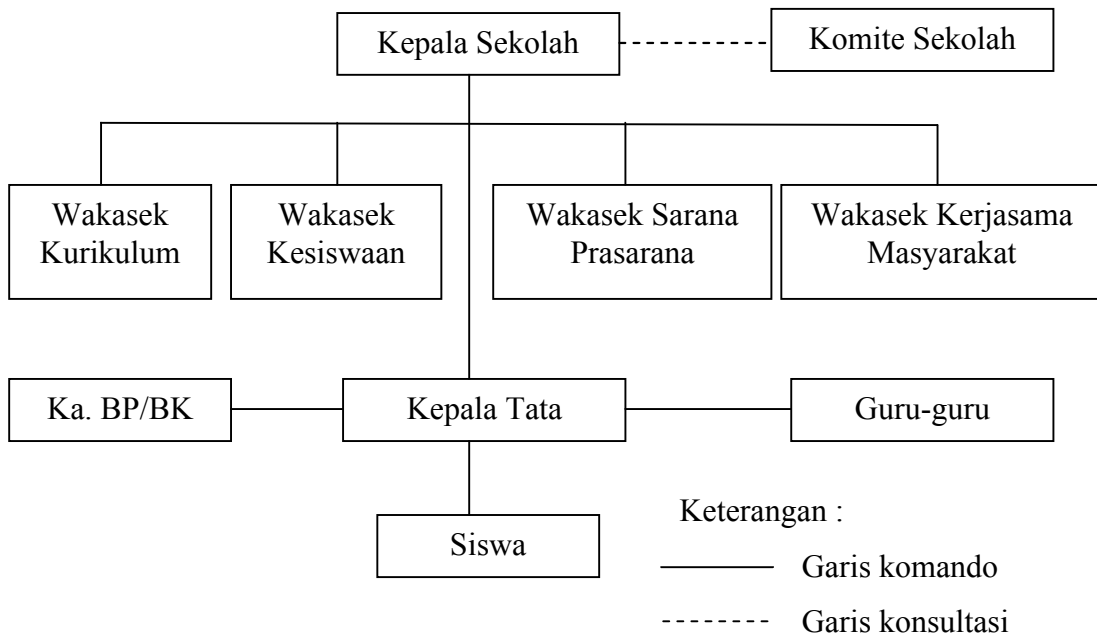 Kepala Sekolah
Komite Sekolah
Wakasek
Kurikulum
Wakasek
Kesiswaan
Wakasek Sarana
Prasarana
Wakasek Kerjasama
Masyarakat
Ka. BP/BK
Kepala Tata
Guru-guru
Siswa
Keterangan :
Garis komando
Garis konsultasi